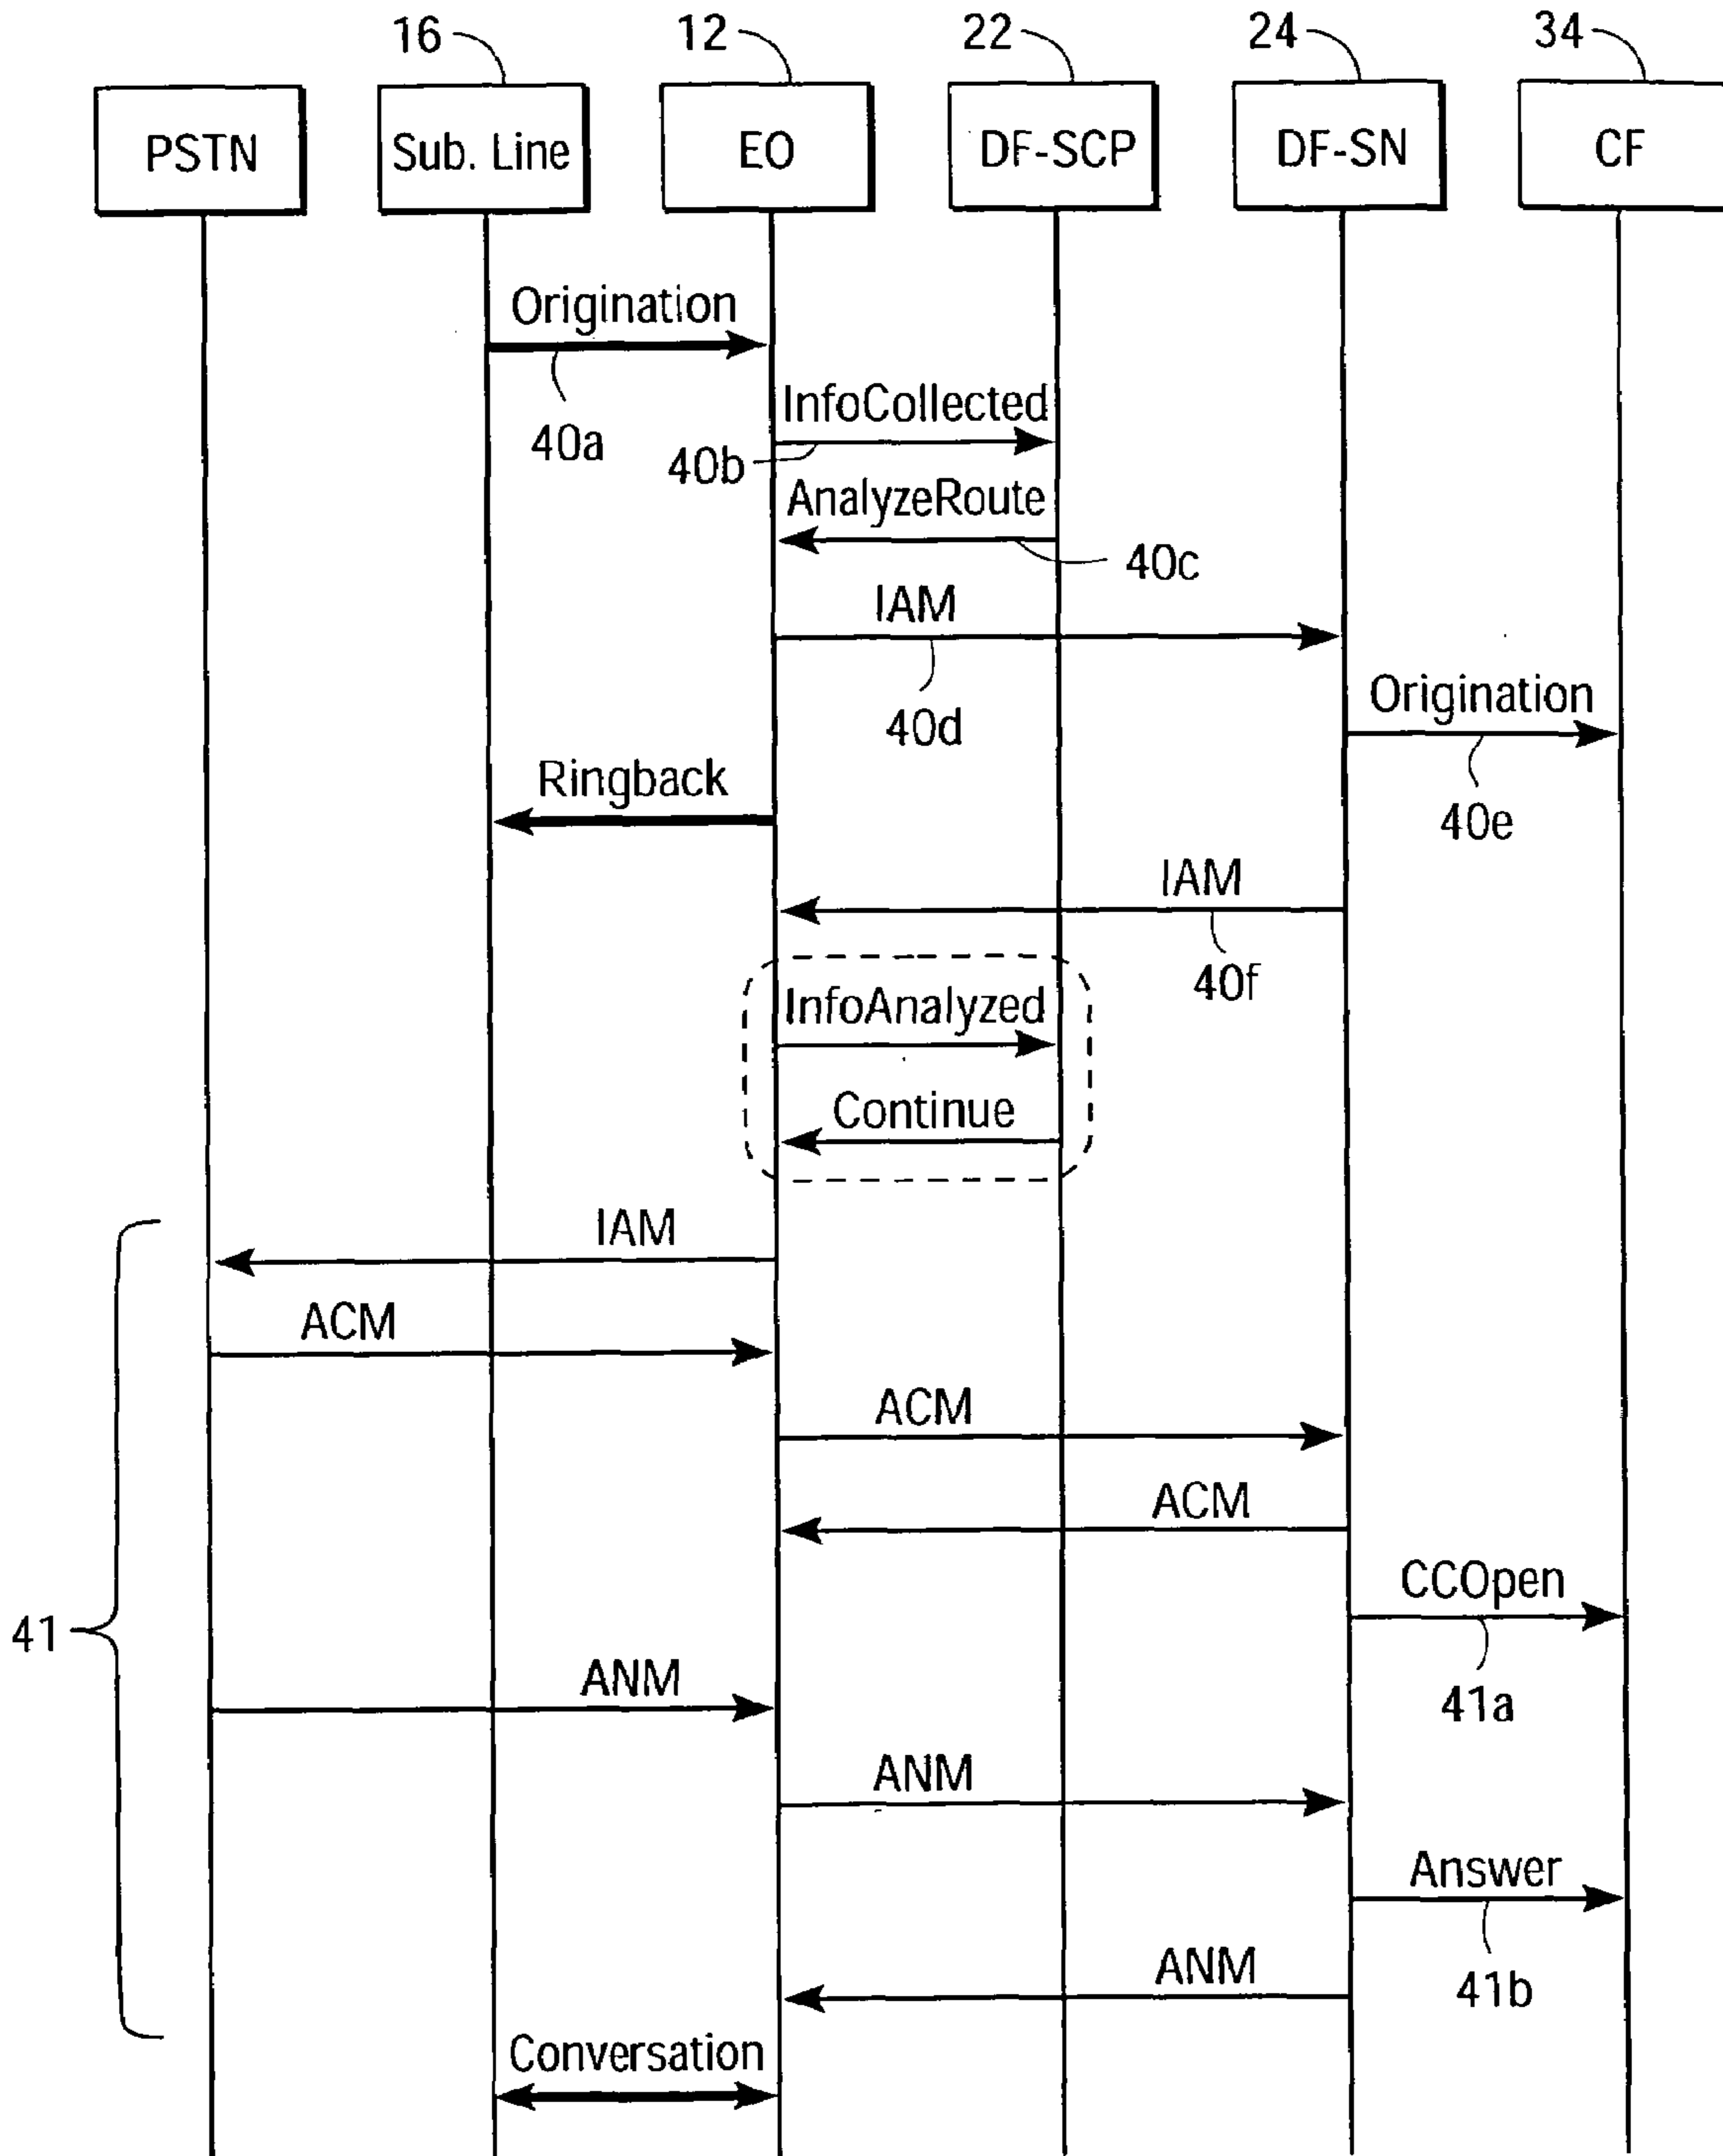 16
12
22
24
34
PSTN
Sub. Line
EO
DF-SCP
DF-SN
CF
Origination
40a
InfoCollected
40b
AnalyzeRoute
40c
IAM
40d
Origination
40e
Ringback
IAM
40f
InfoAnalyzed
Continue
IAM
ACM
ACM
ACM
CCOpen
41a
41
ANM
ANM
Answer
41b
ANM
Conversation